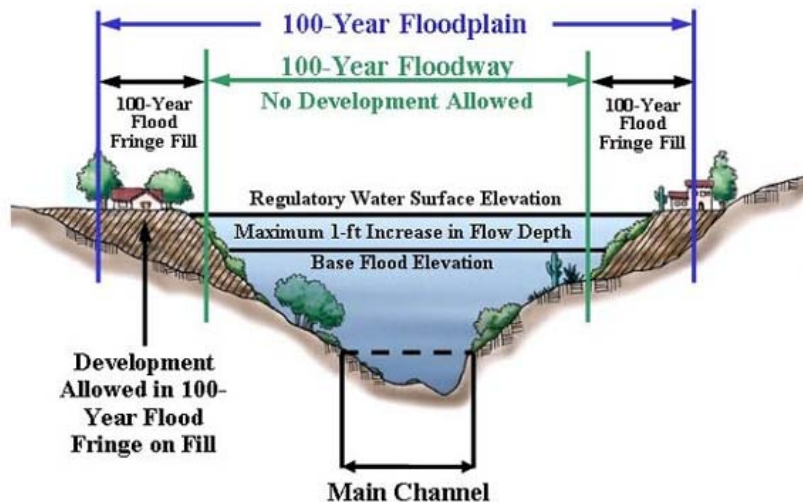 100-Year Floodplain
100-Year Floodway
No Development Allowed
100-Year
Flood
Fringe Fill
100-Year
Flood
Fringe Fill
Regulatory Water Surface Elevation
Maximum 1-ft Increase in Flow Depth
Base Flood Elevation
Development
Allowed in 100-
Year Flood
Fringe on Fill
Main Channel